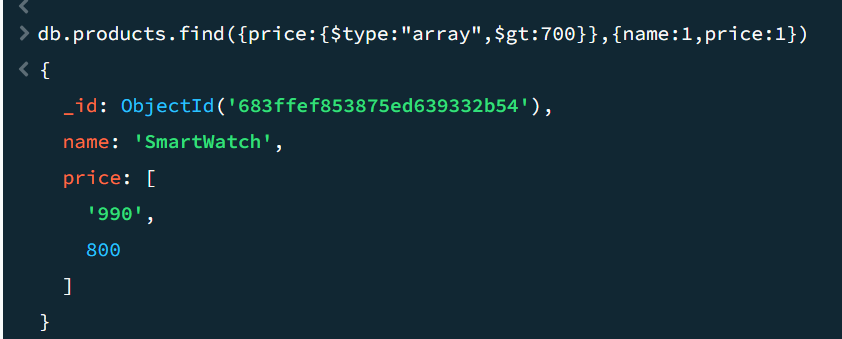 > db.products.find({price:{$type:"array",$gt:700}},{name:1,price:1})
< {
_id: ObjectId('683ffef853875ed639332b54'),
name: 'SmartWatch',
price: [
'990',
800
]
}